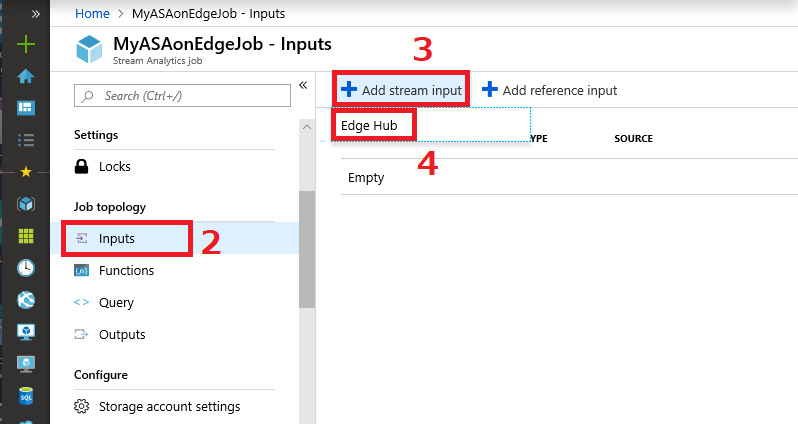 »
Home > MyASAonEdgeJob - Inputs
MyASAonEdgeJob - Inputs
Stream Analytics job
3
«
Search (Ctrl+/)
Add stream input
Add reference input
Edge Hub
YPE
SOURCE
4
Empty
Settings
Locks
Job topology
Inputs
2
Functions
Query
Outputs
Configure
Storage account settings
SQL